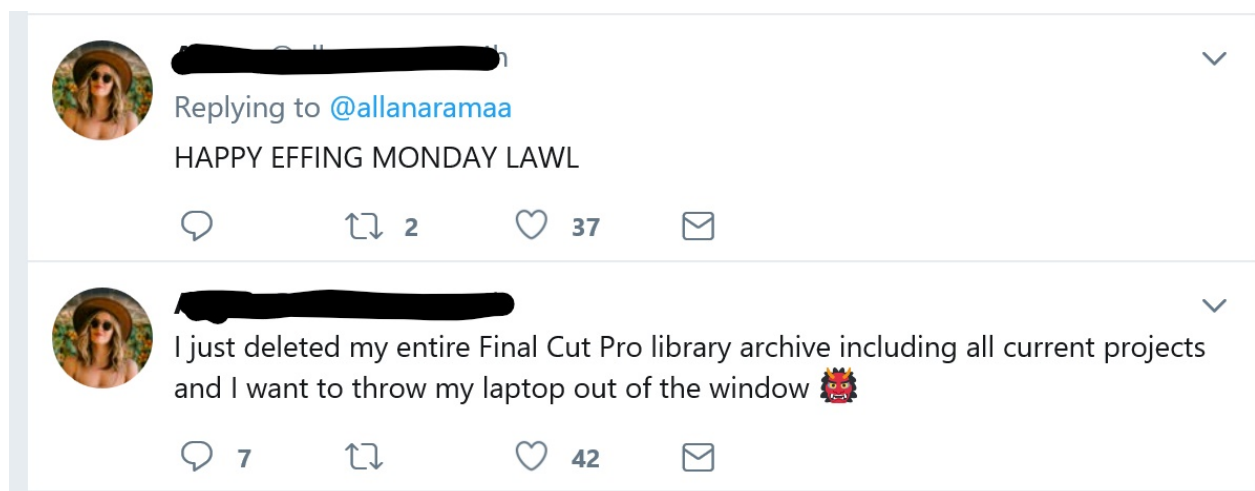 Replying to @allanaramaa
HAPPY EFFING MONDAY LAWL
2 37
I just deleted my entire Final Cut Pro library archive including all current projects
and I want to throw my laptop out of the window 👹
7 42